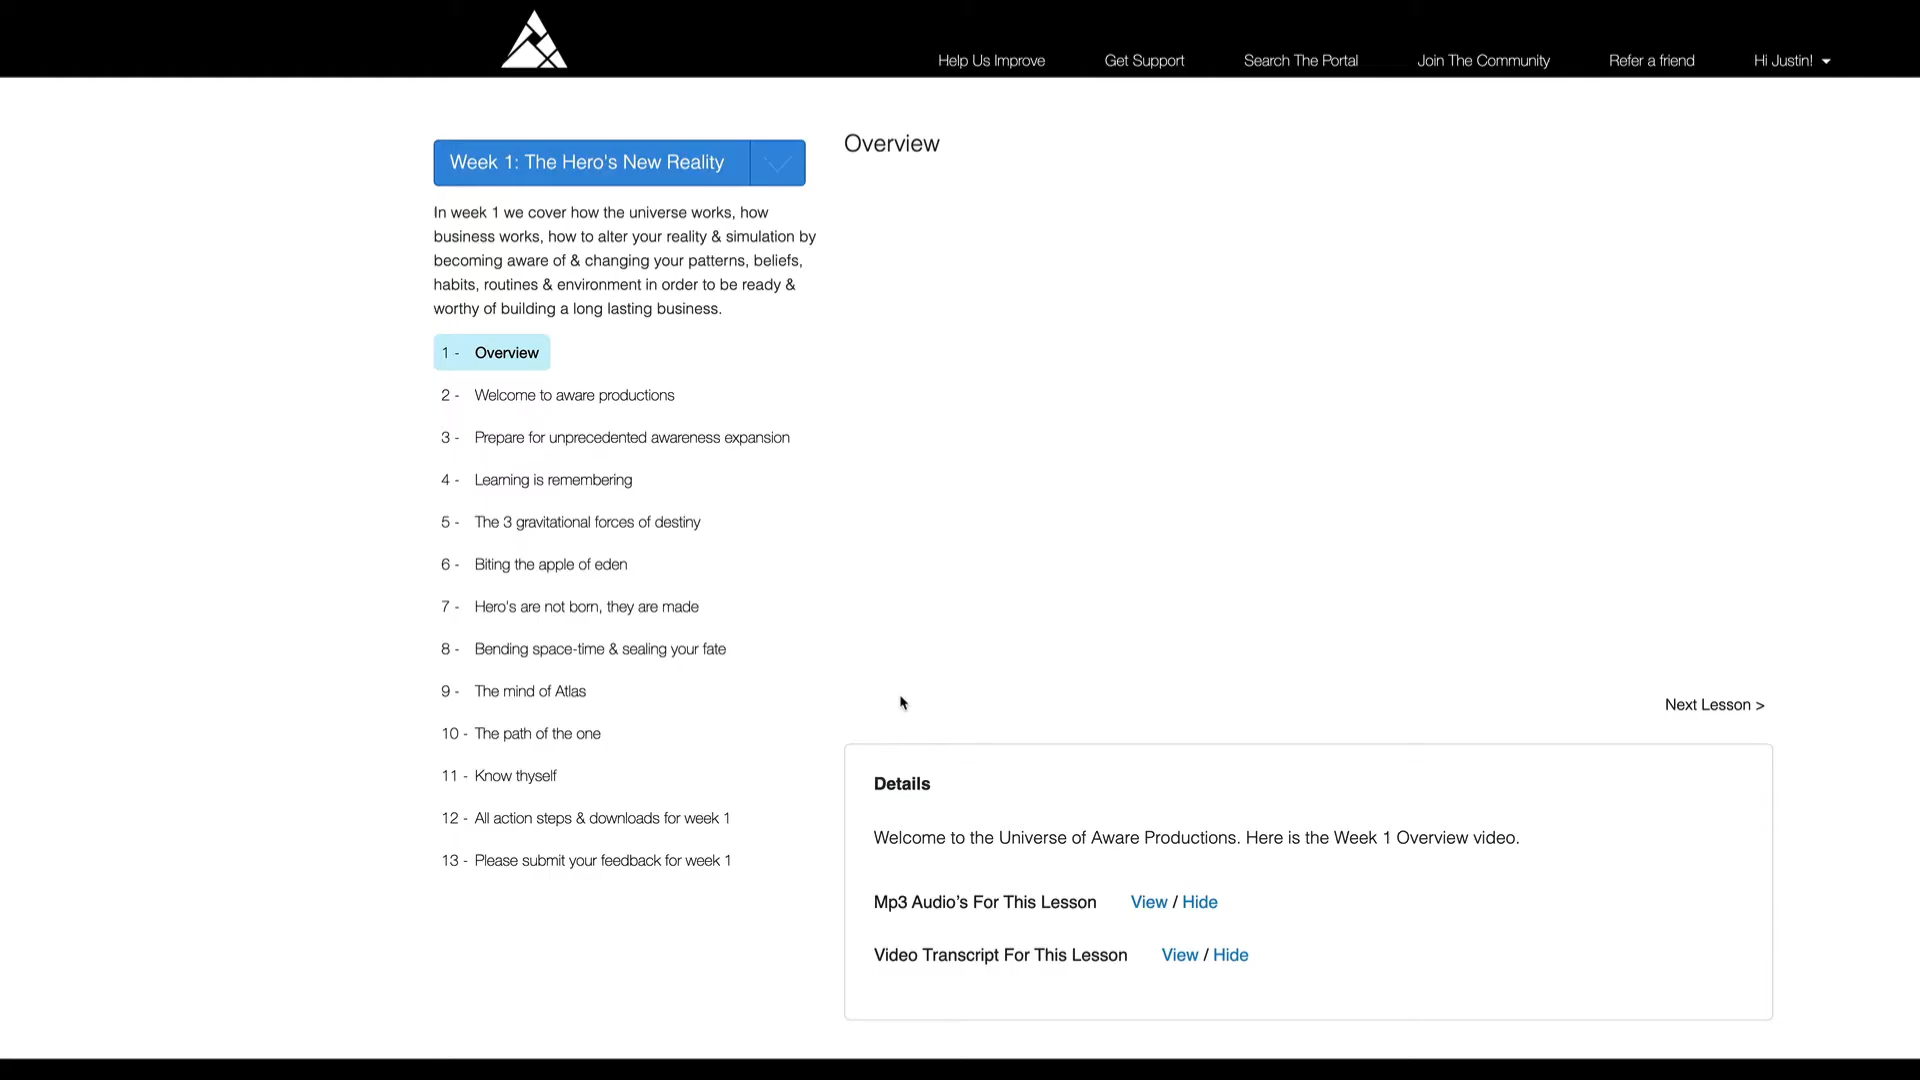 Help Us Improve
Get Support
Search The Portal
Join The Community
Refer a friend
Hi Justin!
Week 1: The Hero's New Reality
In week 1 we cover how the universe works, how
business works, how to alter your reality & simulation by
becoming aware of & changing your patterns, beliefs,
habits, routines & environment in order to be ready &
worthy of building a long lasting business.
1 - Overview
2 - Welcome to aware productions
3 - Prepare for unprecedented awareness expansion
4 - Learning is remembering
5 - The 3 gravitational forces of destiny
6 - Biting the apple of eden
7 - Hero's are not born, they are made
8 - Bending space-time & sealing your fate
9 - The mind of Atlas
10 - The path of the one
11 - Know thyself
12 - All action steps & downloads for week 1
13 - Please submit your feedback for week 1
Overview
Next Lesson >
Details
Welcome to the Universe of Aware Productions. Here is the Week 1 Overview video.
Mp3 Audio’s For This Lesson View / Hide
Video Transcript For This Lesson View / Hide